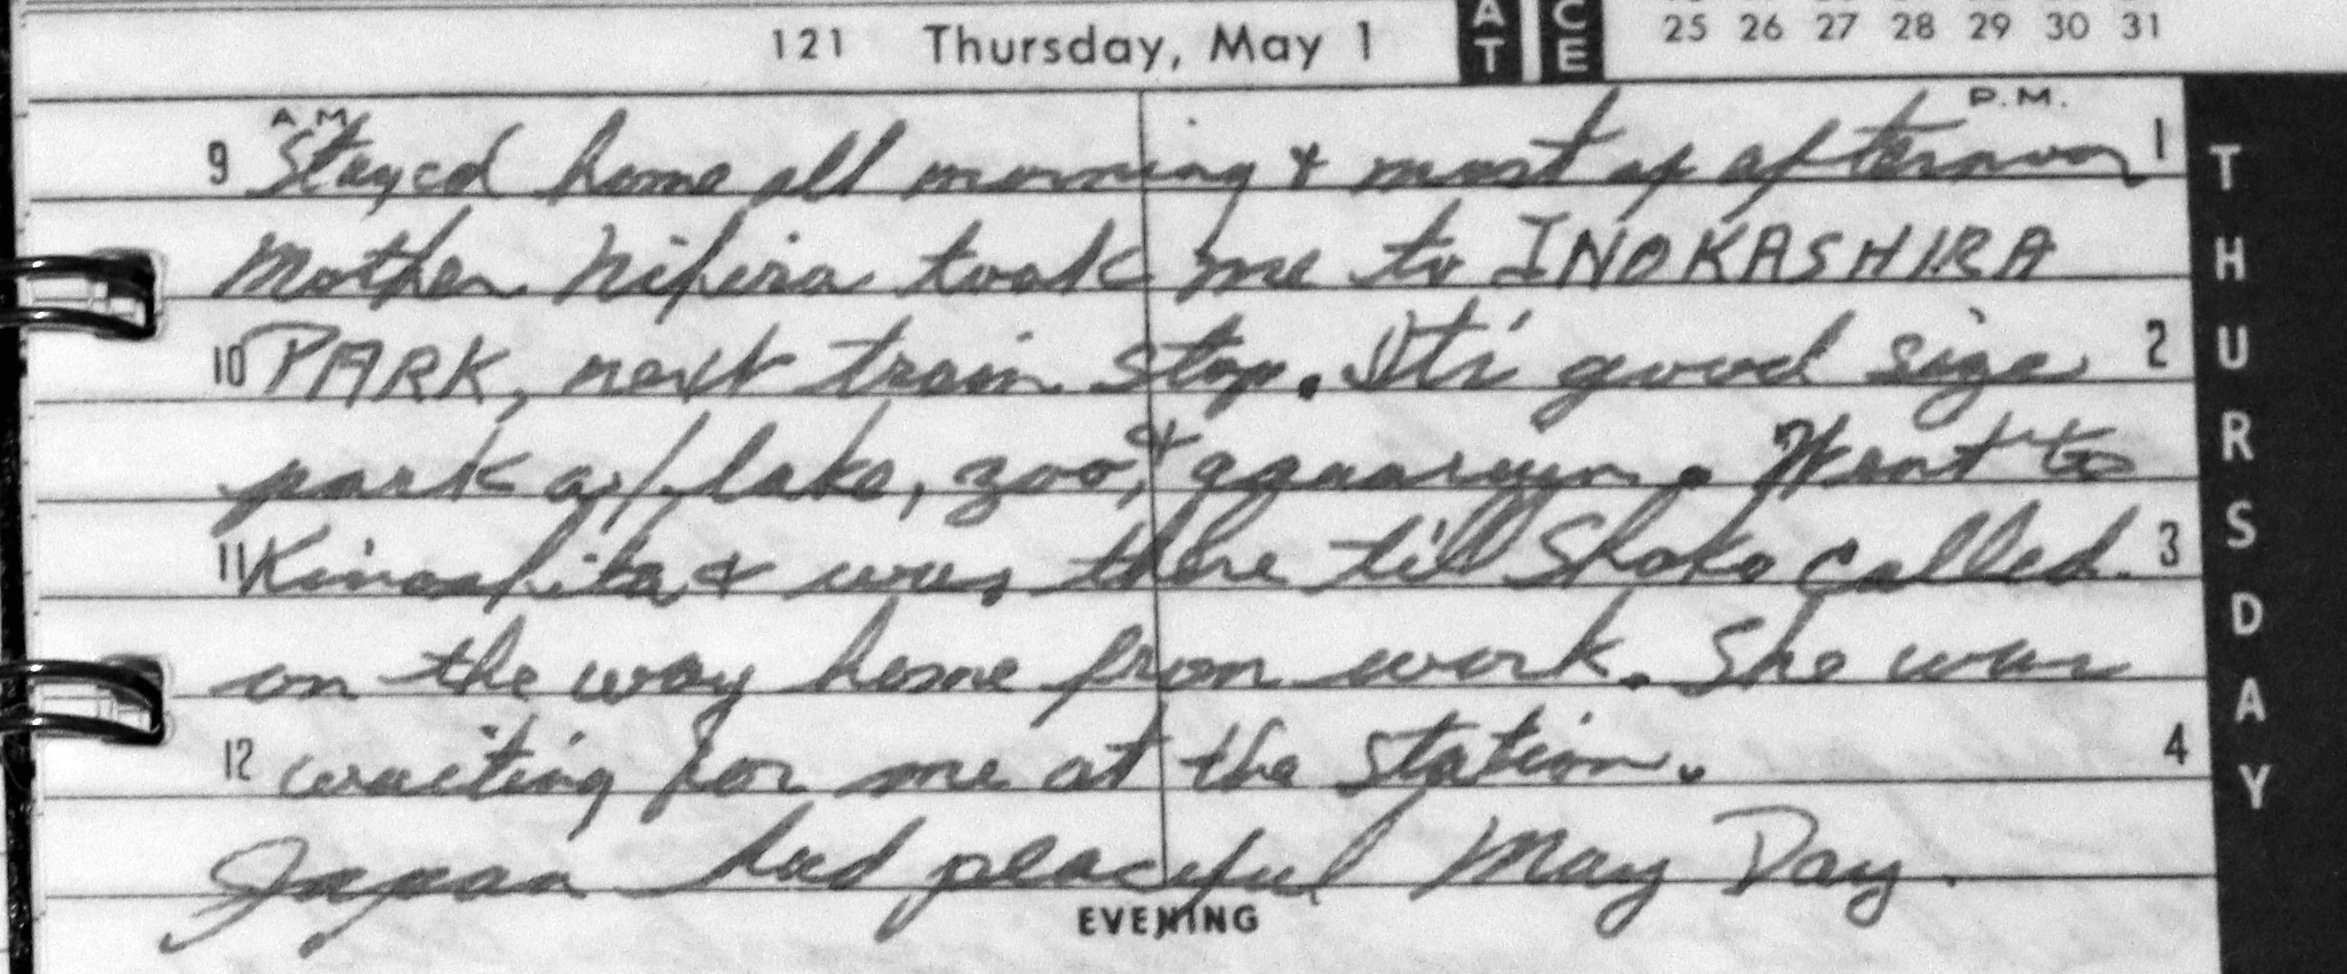 25 26 27 28 29 30 31
121 Thursday, May 1
AT CE
A.M. P.M.
9 Stayed home all morning & most of afternoon 1
Mother Nihira took me to INOKASHIRA
10 PARK, next train stop. It's good size 2
park w/ lake, zoo, & aquarium. Went to
11 Kinoshita & was there till Shoko called 3
on the way home from work. She was
12 waiting for me at the station. 4
Japan had peaceful May Day.
EVENING
THURSDAY